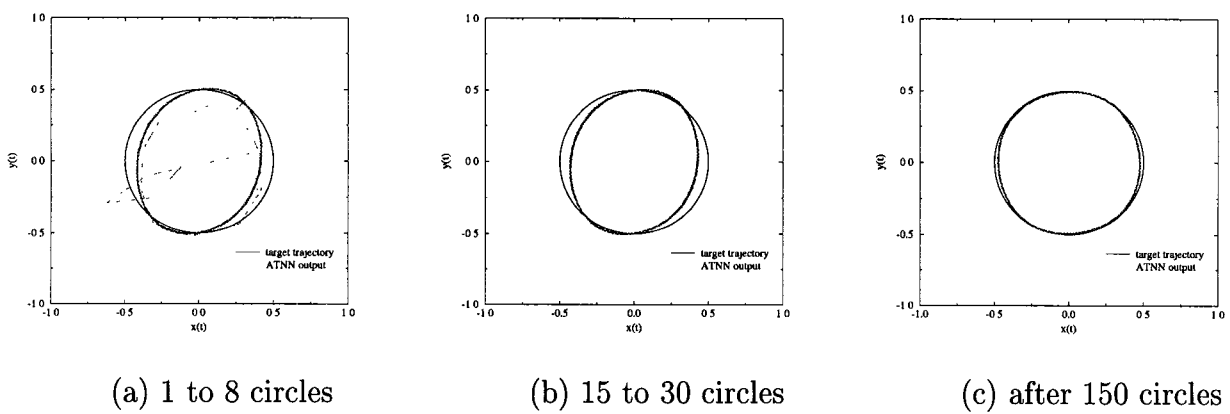 1 0
0 5
0.0
-0.5
-1 0
y(t)
-1 0
-0 5
0.0
0 5
1 0
x(t)
target trajectory
ATNN output
(a) 1 to 8 circles
1 0
0 5
0 0
-0.5
-1 0
y(t)
-1 0
-0 5
0.0
0 5
1 0
x(t)
target trajectory
ATNN output
(b) 15 to 30 circles
1 0
0 5
0 0
-0.5
-1 0
y(t)
-1.0
-0 5
0.0
0 5
1 0
x(t)
target trajectory
ATNN output
(c) after 150 circles